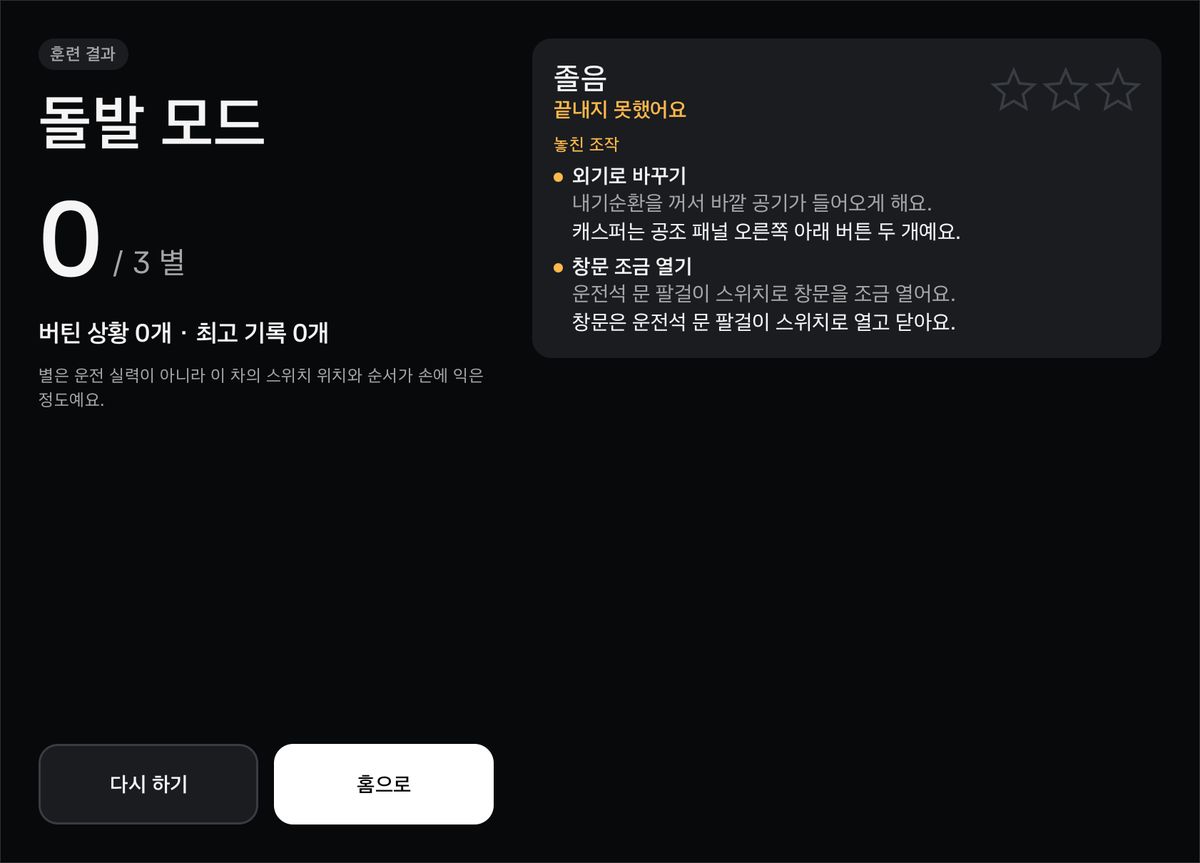 훈련 결과
돌발 모드
0 / 3 별
버틴 상황 0개 · 최고 기록 0개
별은 운전 실력이 아니라 이 차의 스위치 위치와 순서가 손에 익은
정도예요.
다시 하기
홈으로
졸음
끝내지 못했어요
놓친 조작
외기로 바꾸기
내기순환을 꺼서 바깥 공기가 들어오게 해요.
캐스퍼는 공조 패널 오른쪽 아래 버튼 두 개예요.
창문 조금 열기
운전석 문 팔걸이 스위치로 창문을 조금 열어요.
창문은 운전석 문 팔걸이 스위치로 열고 닫아요.